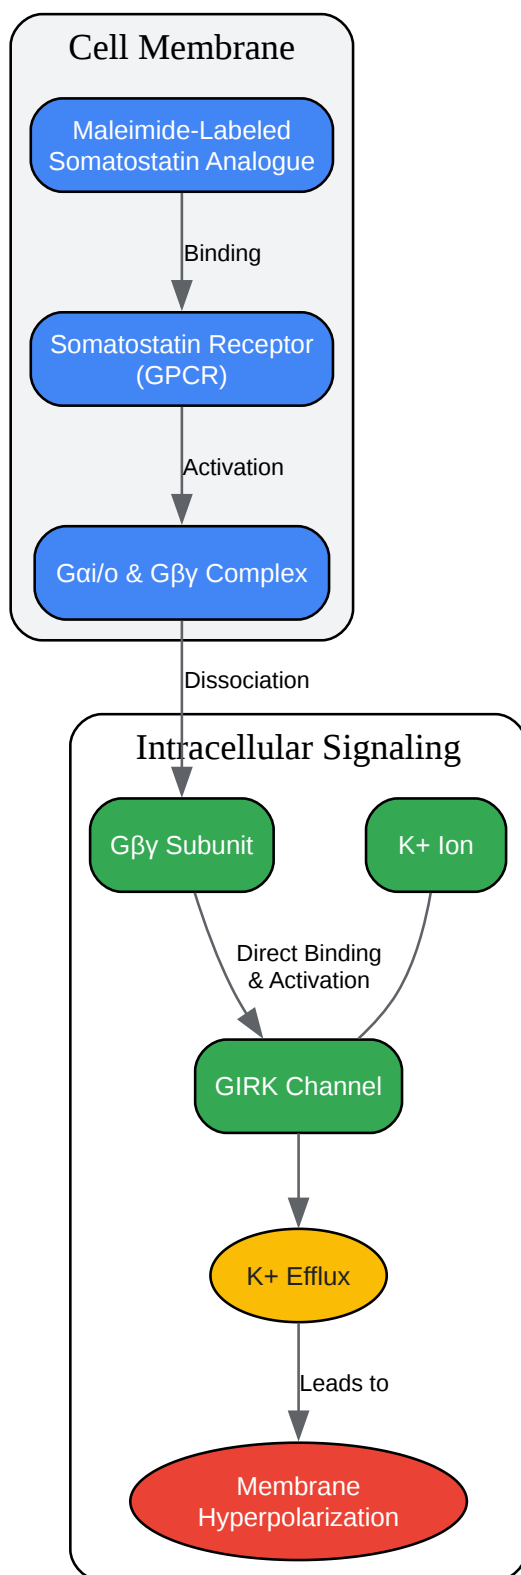 Cell Membrane
Maleimide-Labeled
Somatostatin Analogue
Binding
Somatostatin Receptor
(GPCR)
Activation
Gαi/o & Gβγ Complex
Dissociation
Intracellular Signaling
Gβγ Subunit
K+ Ion
Direct Binding
& Activation
GIRK Channel
K+ Efflux
Leads to
Membrane
Hyperpolarization